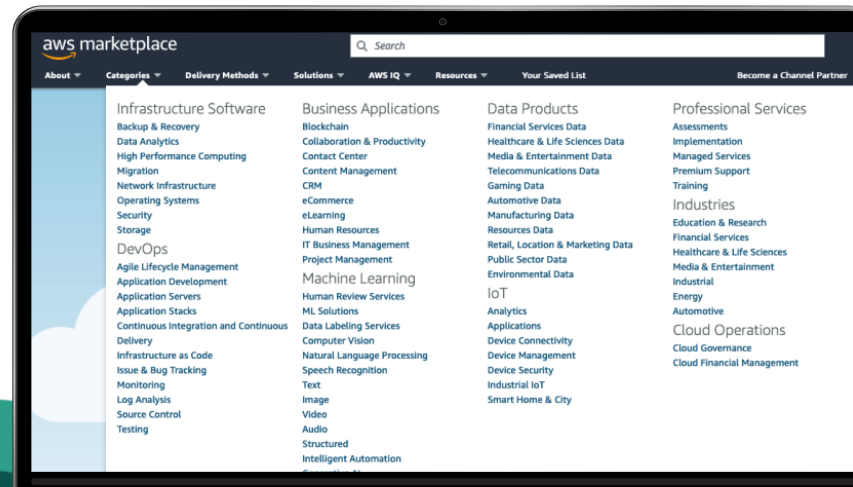 aws marketplace
Search
About
Categories
Delivery Methods
Solutions
AWS IQ
Resources
Your Saved List
Become a Channel Partner
Infrastructure Software
Backup & Recovery
Data Analytics
High Performance Computing
Migration
Network Infrastructure
Operating Systems
Security
Storage
DevOps
Agile Lifecycle Management
Application Development
Application Servers
Application Stacks
Continuous Integration and Continuous
Delivery
Infrastructure as Code
Issue & Bug Tracking
Monitoring
Log Analysis
Source Control
Testing
Business Applications
Blockchain
Collaboration & Productivity
Contact Center
Content Management
CRM
eCommerce
eLearning
Human Resources
IT Business Management
Project Management
Machine Learning
Human Review Services
ML Solutions
Data Labeling Services
Computer Vision
Natural Language Processing
Speech Recognition
Text
Image
Video
Audio
Structured
Intelligent Automation
Data Products
Financial Services Data
Healthcare & Life Sciences Data
Media & Entertainment Data
Telecommunications Data
Gaming Data
Automotive Data
Manufacturing Data
Resources Data
Retail, Location & Marketing Data
Public Sector Data
Environmental Data
IoT
Analytics
Applications
Device Connectivity
Device Management
Device Security
Industrial IoT
Smart Home & City
Professional Services
Assessments
Implementation
Managed Services
Premium Support
Training
Industries
Education & Research
Financial Services
Healthcare & Life Sciences
Media & Entertainment
Industrial
Energy
Automotive
Cloud Operations
Cloud Governance
Cloud Financial Management